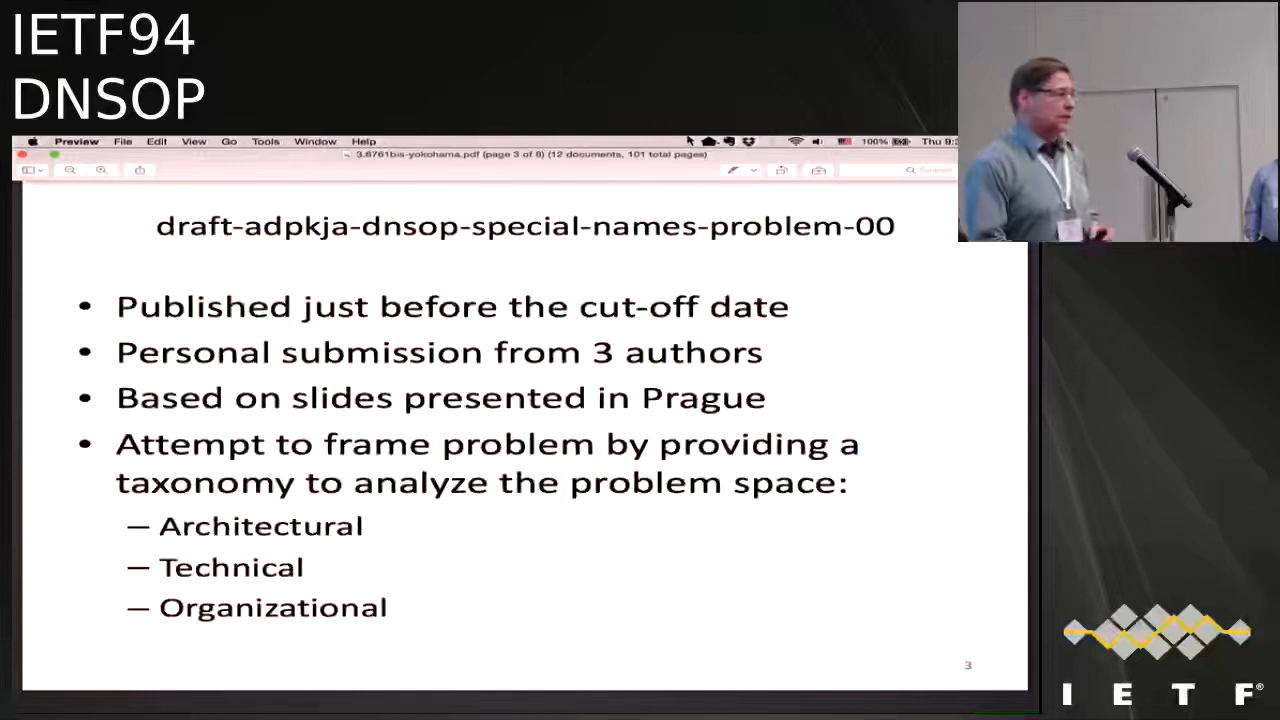 IETF94
DNSOP
Preview File Edit View Go Tools Window Help 100% Thu
3.6761bis-yokohama.pdf (page 3 of 8) (12 documents, 101 total pages)
Search
draft-adpkja-dnsop-special-names-problem-00
• Published just before the cut-off date
• Personal submission from 3 authors
• Based on slides presented in Prague
• Attempt to frame problem by providing a
taxonomy to analyze the problem space:
– Architectural
– Technical
– Organizational
3
I E T F®